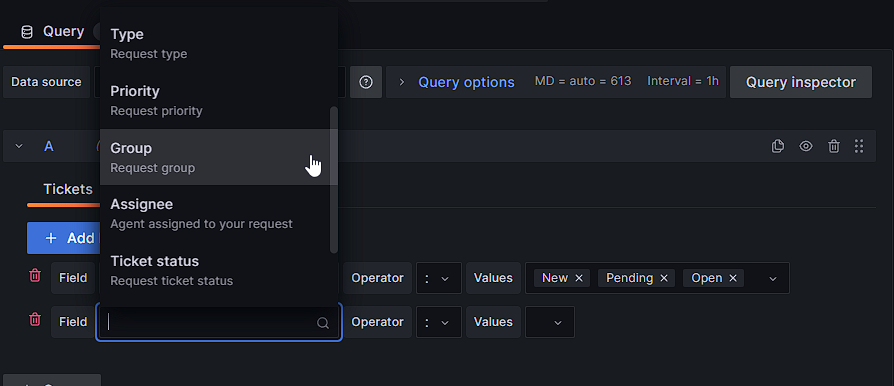 Query
Type
Request type
Data source
Query options
MD = auto = 613
Interval = 1h
Query inspector
Priority
Request priority
A
Group
Request group
Tickets
Assignee
Agent assigned to your request
+ Add
Ticket status
Request ticket status
Field
Operator
:
Values
New ×
Pending ×
Open ×
Field
Operator
:
Values